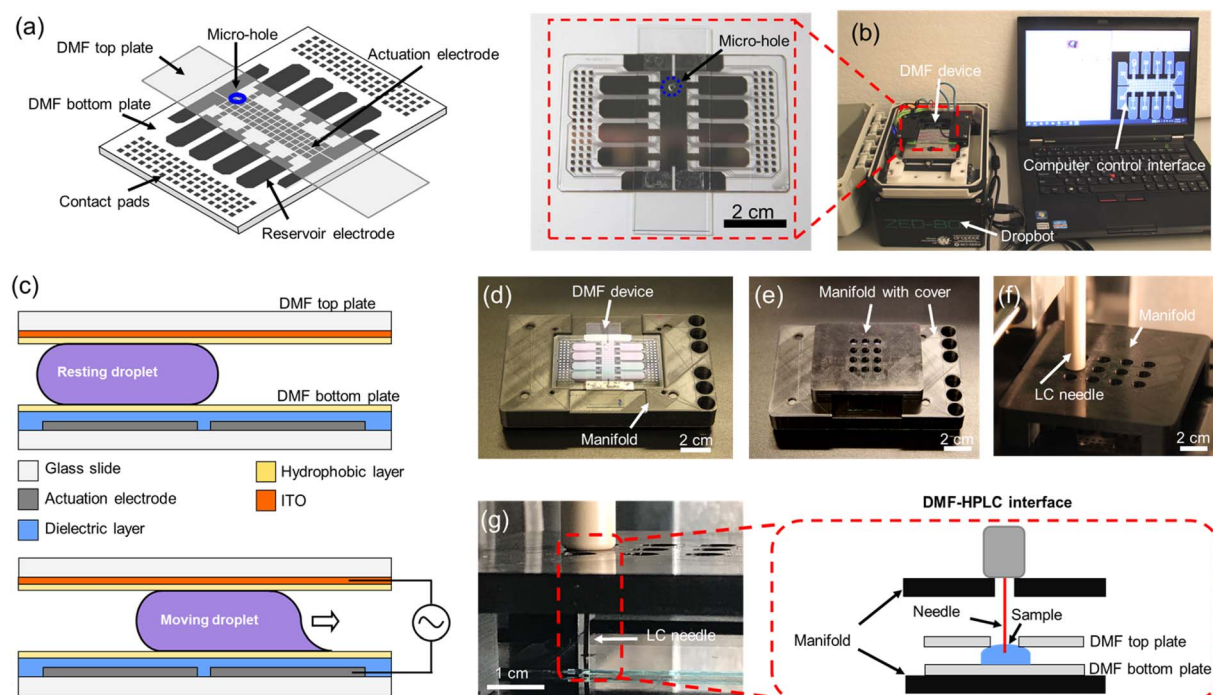 (a)
DMF top plate
Micro-hole
Actuation electrode
DMF bottom plate
Contact pads
Reservoir electrode
Micro-hole
2 cm
(b)
DMF device
Computer control interface
ZED-BO
Dropbot
(c)
DMF top plate
Resting droplet
DMF bottom plate
Glass slide
Actuation electrode
Dielectric layer
Hydrophobic layer
ITO
Moving droplet
(d)
DMF device
Manifold
2 cm
(e)
Manifold with cover
2 cm
(f)
Manifold
LC needle
2 cm
(g)
LC needle
1 cm
DMF-HPLC interface
Needle
Sample
Manifold
DMF top plate
DMF bottom plate